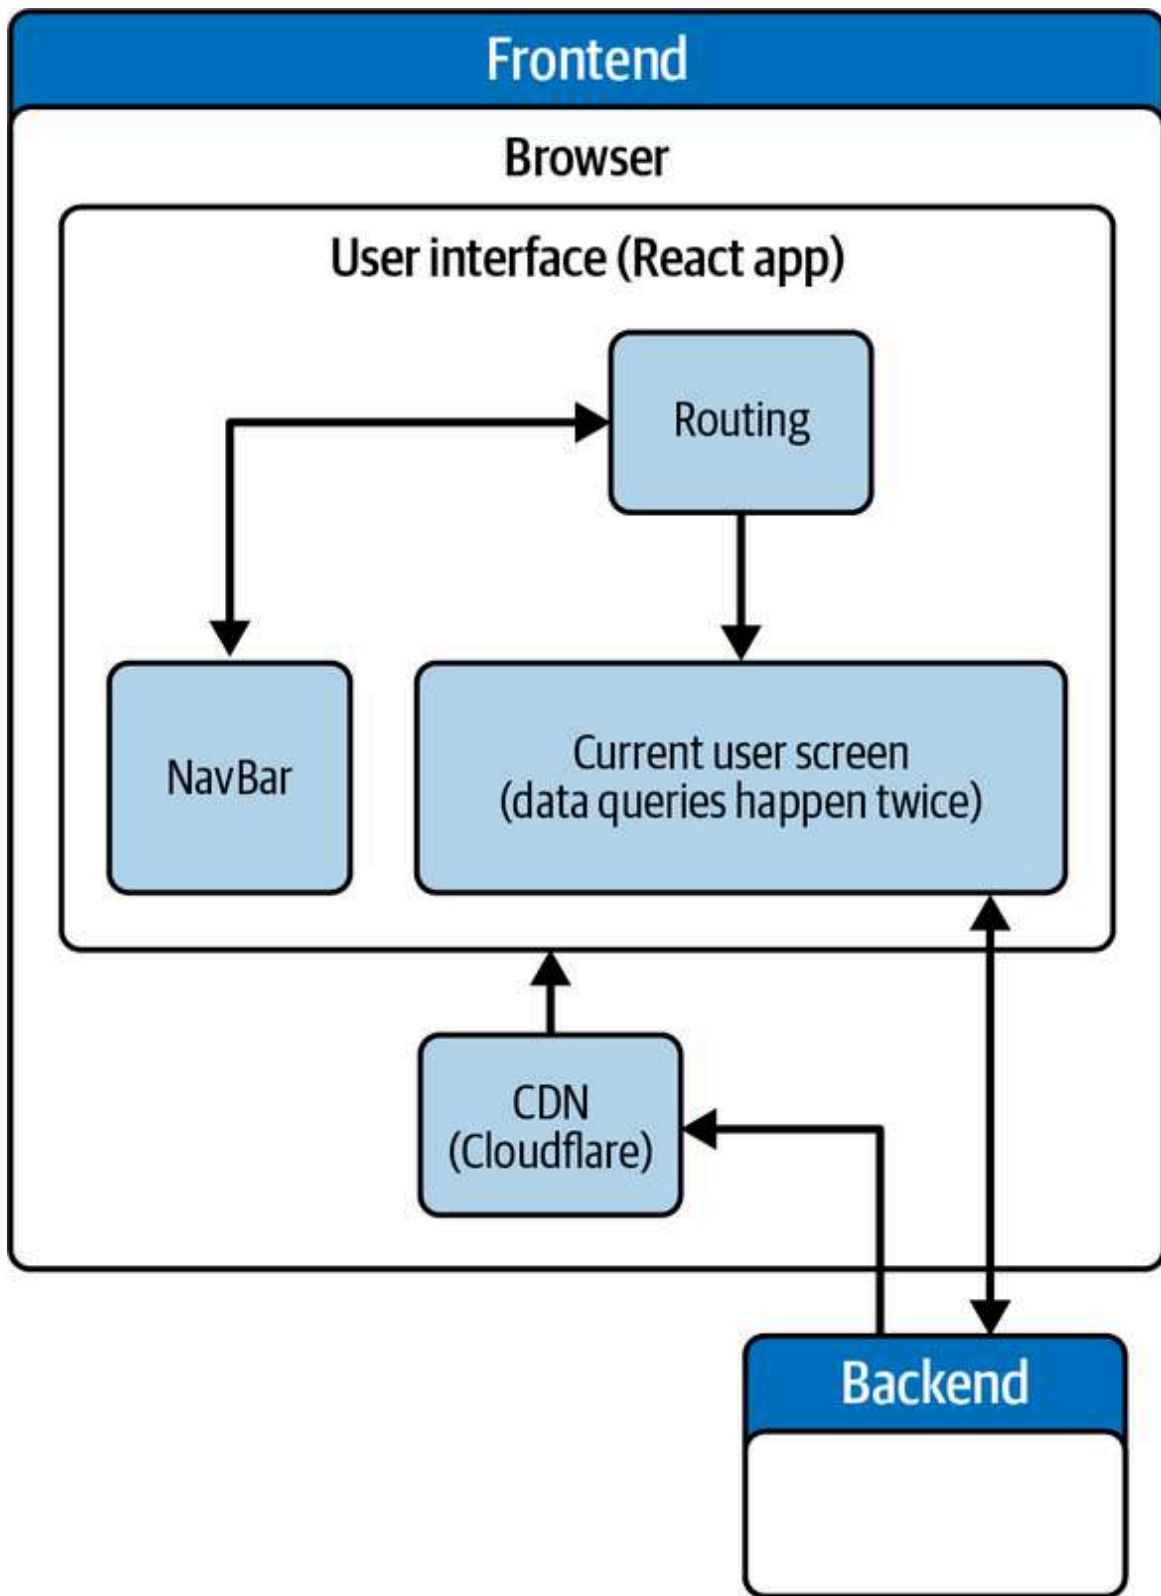 Frontend
Browser
User interface (React app)
Routing
NavBar
Current user screen
(data queries happen twice)
CDN
(Cloudflare)
Backend